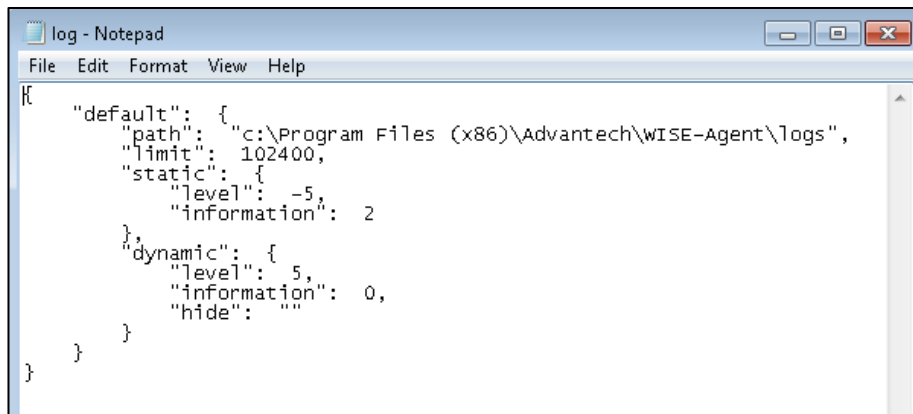 log - Notepad
File Edit Format View Help
{
    "default":  {
        "path":  "c:\Program Files (x86)\Advantech\WISE-Agent\logs",
        "limit":  102400,
        "static":  {
            "level":  -5,
            "information":  2
        },
        "dynamic":  {
            "level":  5,
            "information":  0,
            "hide":  ""
        }
    }
}